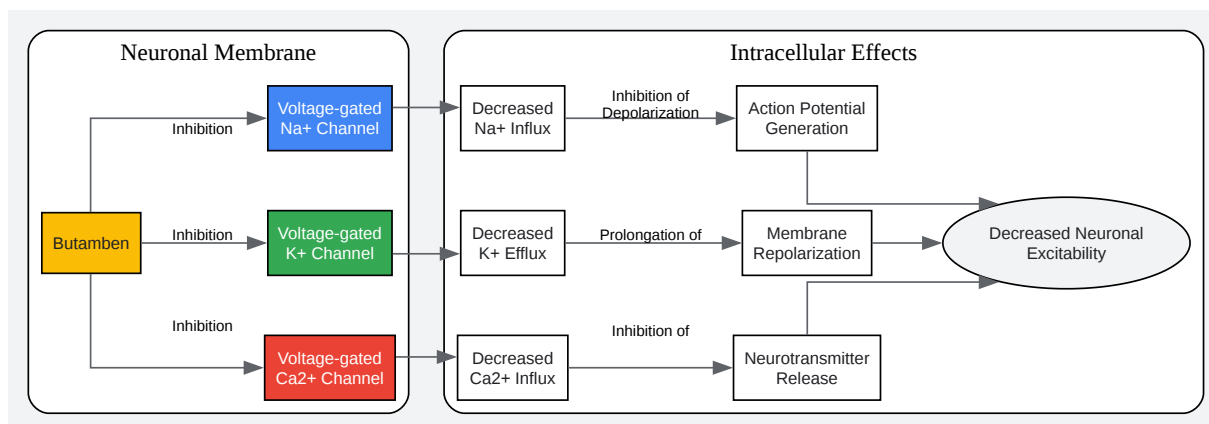 Neuronal Membrane
Intracellular Effects
Butamben
Inhibition
Voltage-gated
Na+ Channel
Decreased
Na+ Influx
Inhibition of
Depolarization
Action Potential
Generation
Inhibition
Voltage-gated
K+ Channel
Decreased
K+ Efflux
Prolongation of
Membrane
Repolarization
Decreased Neuronal
Excitability
Inhibition
Voltage-gated
Ca2+ Channel
Decreased
Ca2+ Influx
Inhibition of
Neurotransmitter
Release